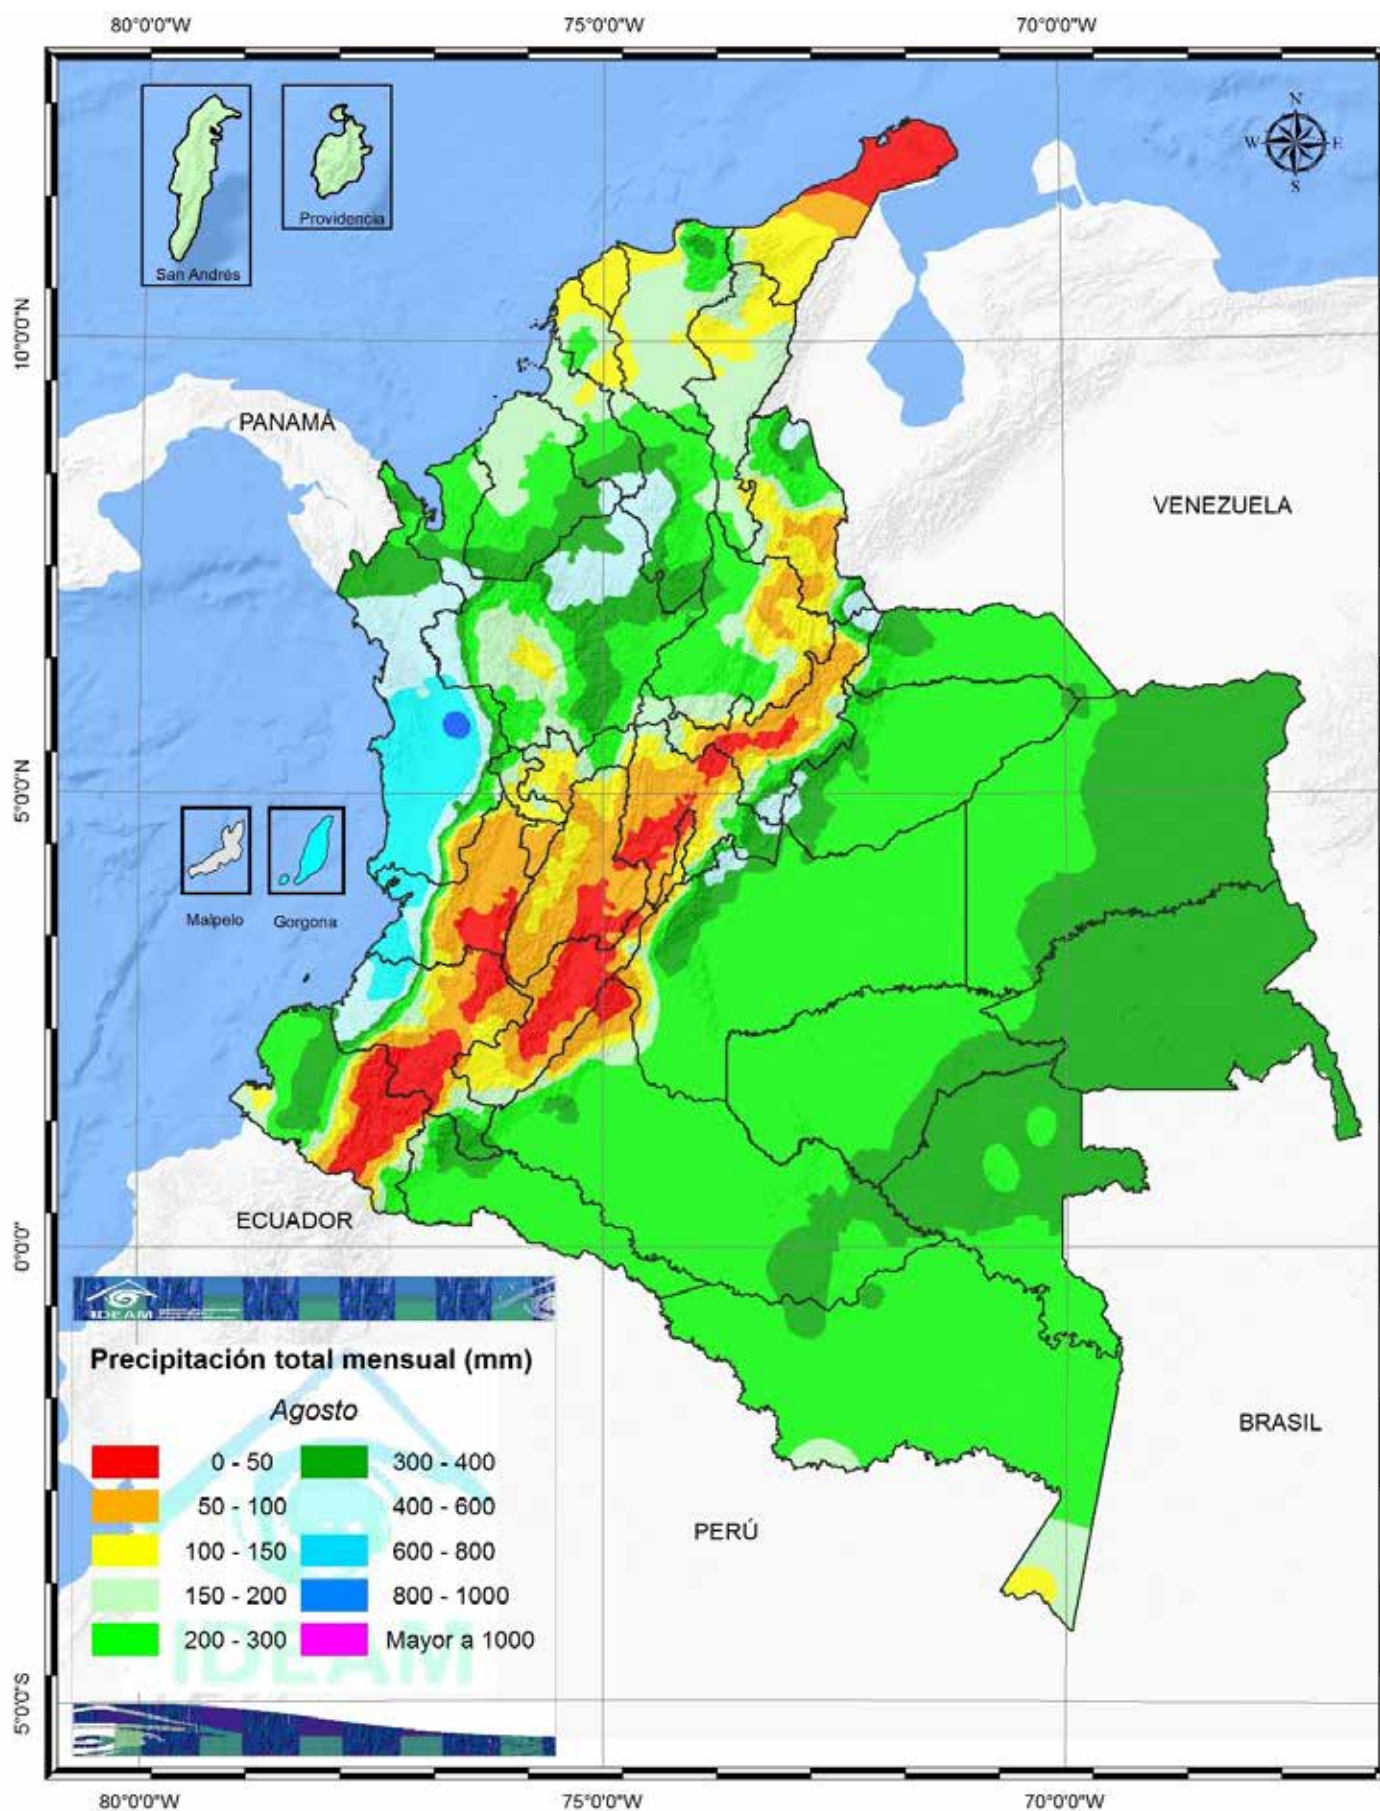 80°0'0"W 75°0'0"W 70°0'0"W
N
W E
S
San Andrés
Providencia
10°0'0"N
PANAMÁ
VENEZUELA
5°0'0"N
Malpelo Gorgona
ECUADOR
0°0'0"
IDEAM
Precipitación total mensual (mm)
Agosto
0 - 50 300 - 400
50 - 100 400 - 600
100 - 150 600 - 800
150 - 200 800 - 1000
200 - 300 Mayor a 1000
IDEAM
BRASIL
PERÚ
5°0'0"S
80°0'0"W 75°0'0"W 70°0'0"W